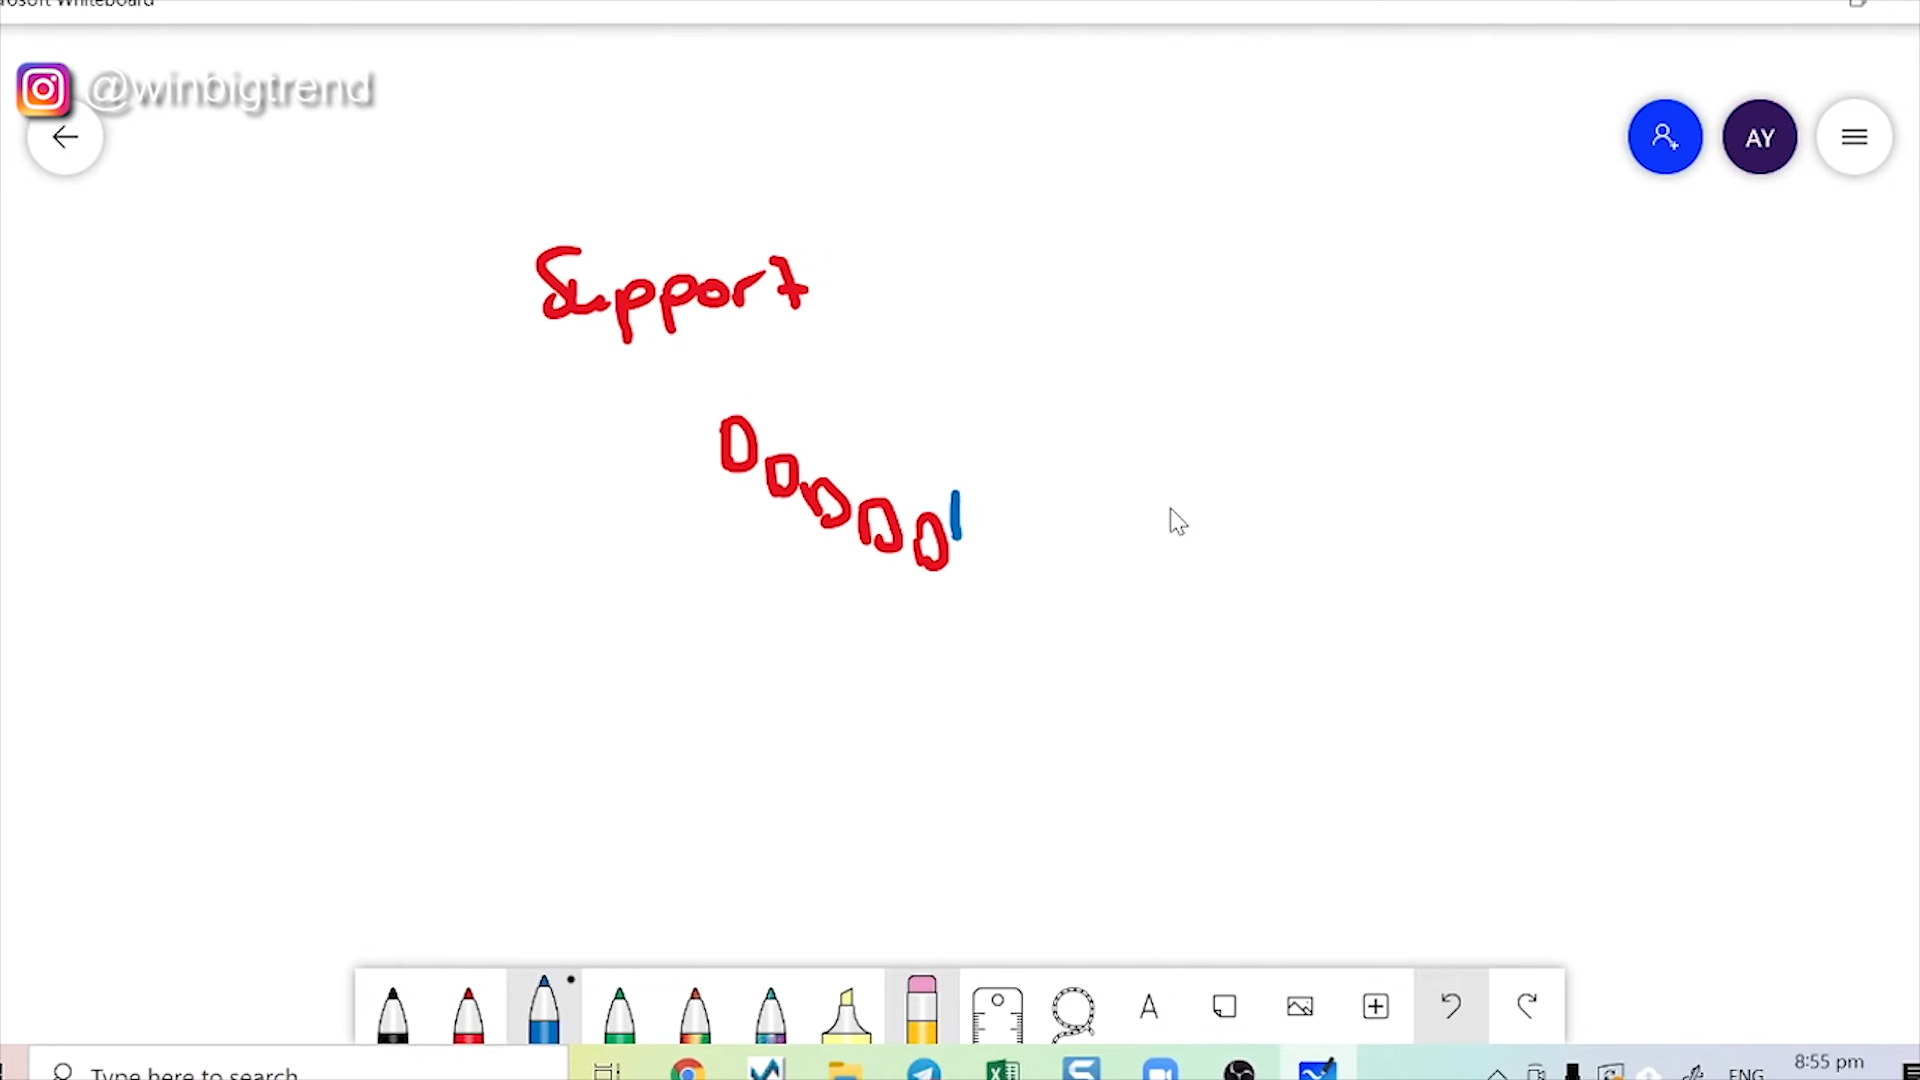 @winbigtrend
AY
Support
A
Type here to search
ENG
8:55 pm